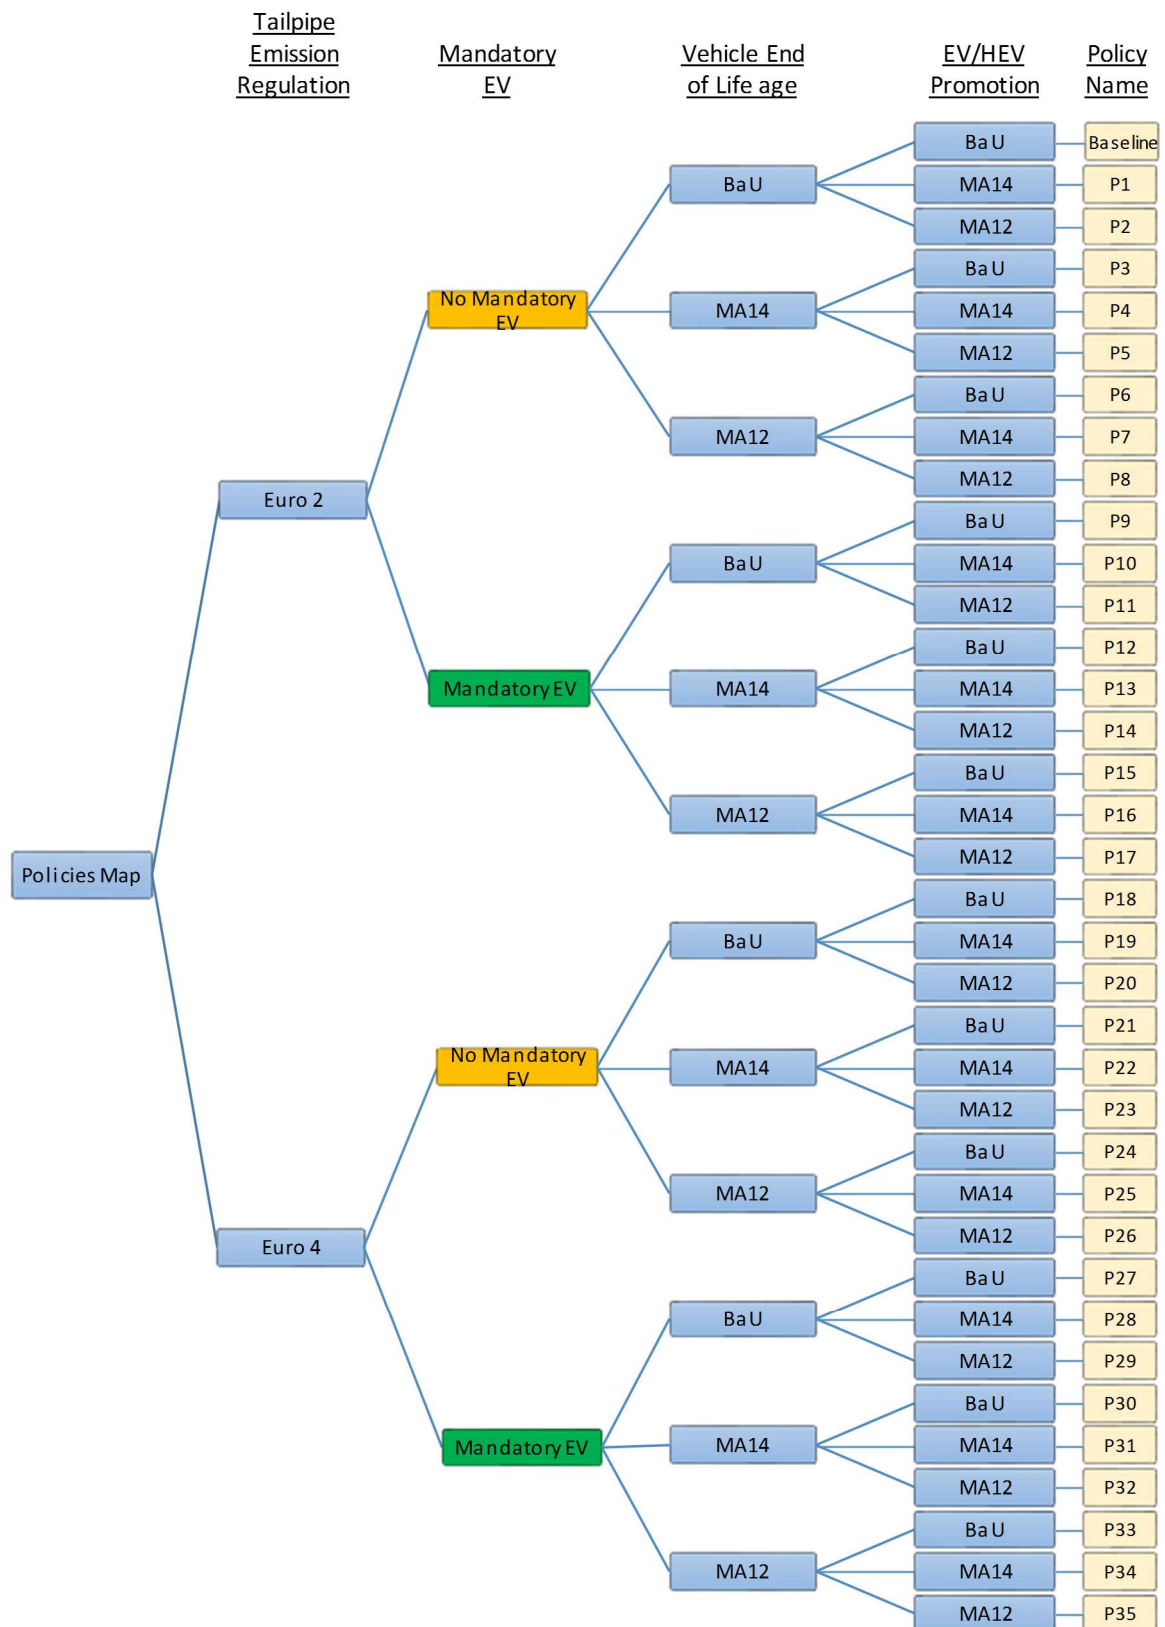 Tailpipe
Emission
Regulation
Mandatory
EV
Vehicle End
of Life age
EV/HEV
Promotion
Policy
Name
BaU
Baseline
BaU
MA14
P1
MA12
P2
BaU
P3
No Mandatory
EV
MA14
MA14
P4
MA12
P5
BaU
P6
MA12
MA14
P7
MA12
P8
Euro 2
BaU
P9
BaU
MA14
P10
MA12
P11
BaU
P12
Mandatory EV
MA14
MA14
P13
MA12
P14
BaU
P15
MA12
MA14
P16
MA12
P17
Policies Map
BaU
P18
BaU
MA14
P19
MA12
P20
BaU
P21
No Mandatory
EV
MA14
MA14
P22
MA12
P23
BaU
P24
MA12
MA14
P25
MA12
P26
Euro 4
BaU
P27
BaU
MA14
P28
MA12
P29
BaU
P30
Mandatory EV
MA14
MA14
P31
MA12
P32
BaU
P33
MA12
MA14
P34
MA12
P35